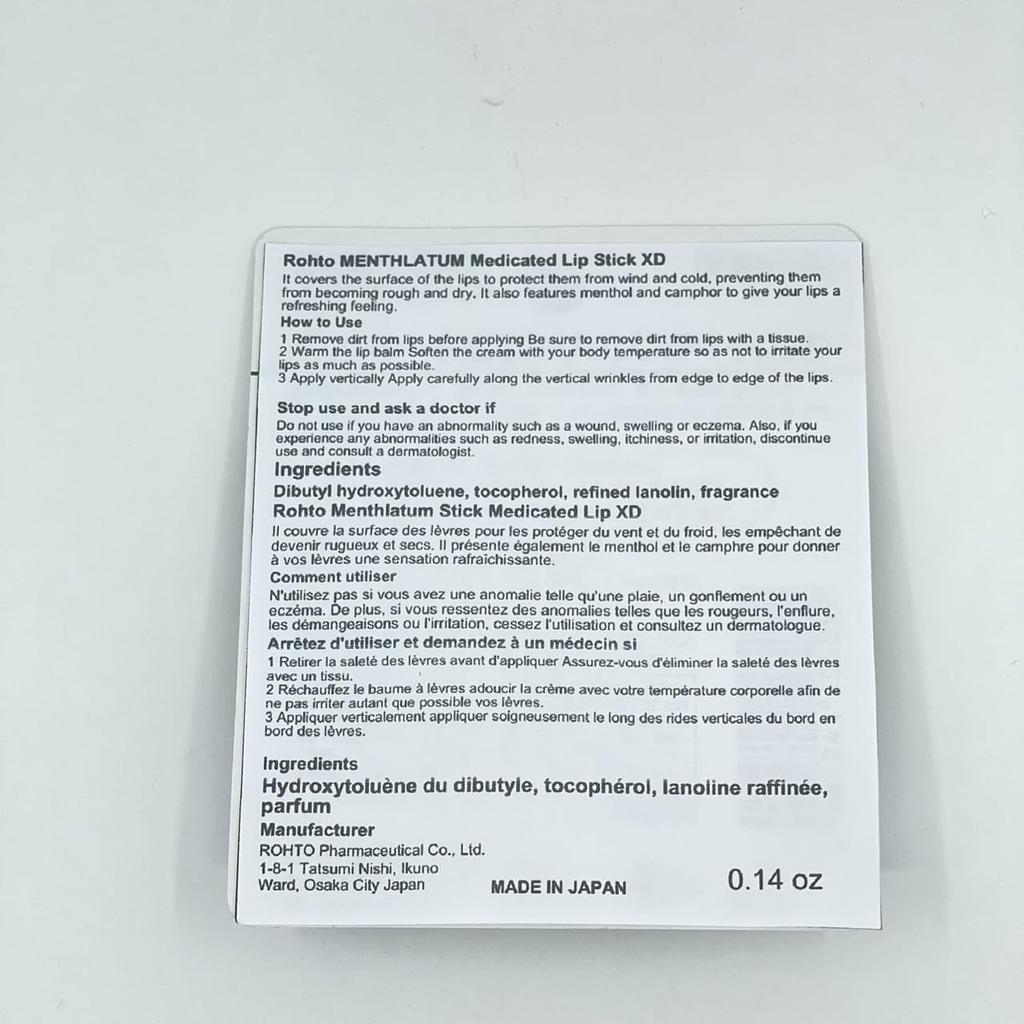 Rohto MENTHLATUM Medicated Lip Stick XD
It covers the surface of the lips to protect them from wind and cold, preventing them
from becoming rough and dry. It also features menthol and camphor to give your lips a
refreshing feeling.
How to Use
1 Remove dirt from lips before applying Be sure to remove dirt from lips with a tissue.
2 Warm the lip balm Soften the cream with your body temperature so as not to irritate your
lips as much as possible.
3 Apply vertically Apply carefully along the vertical wrinkles from edge to edge of the lips.
Stop use and ask a doctor if
Do not use if you have an abnormality such as a wound, swelling or eczema. Also, if you
experience any abnormalities such as redness, swelling, itchiness, or irritation, discontinue
use and consult a dermatologist.
Ingredients
Dibutyl hydroxytoluene, tocopherol, refined lanolin, fragrance
Rohto Menthlatum Stick Medicated Lip XD
Il couvre la surface des lèvres pour les protéger du vent et du froid, les empêchant de
devenir rugueux et secs. Il présente également le menthol et le camphre pour donner
à vos lèvres une sensation rafraîchissante.
Comment utiliser
N'utilisez pas si vous avez une anomalie telle qu'une plaie, un gonflement ou un
eczéma. De plus, si vous ressentez des anomalies telles que les rougeurs, l'enflure,
les démangeaisons ou l'irritation, cessez l'utilisation et consultez un dermatologue.
Arrêtez d'utiliser et demandez à un médecin si
1 Retirer la saleté des lèvres avant d'appliquer Assurez-vous d'éliminer la saleté des lèvres
avec un tissu.
2 Réchauffez le baume à lèvres adoucir la crème avec votre température corporelle afin de
ne pas irriter autant que possible vos lèvres.
3 Appliquer verticalement appliquer soigneusement le long des rides verticales du bord en
bord des lèvres.
Ingredients
Hydroxytoluène du dibutyle, tocophérol, lanoline raffinée,
parfum
Manufacturer
ROHTO Pharmaceutical Co., Ltd.
1-8-1 Tatsumi Nishi, Ikuno
Ward, Osaka City Japan
MADE IN JAPAN
0.14 oz